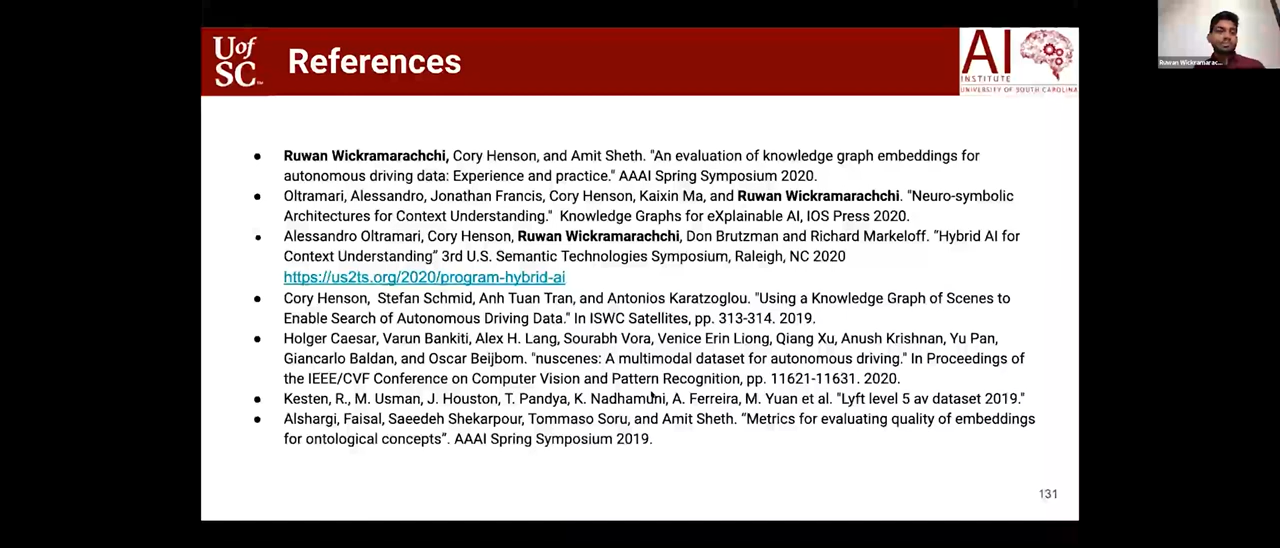 UofSC
References
AI
INSTITUTE
UNIVERSITY OF SOUTH CAROLINA
Ruwan Wickramarac...
● Ruwan Wickramarachchi, Cory Henson, and Amit Sheth. "An evaluation of knowledge graph embeddings for
autonomous driving data: Experience and practice." AAAI Spring Symposium 2020.
● Oltramari, Alessandro, Jonathan Francis, Cory Henson, Kaixin Ma, and Ruwan Wickramarachchi. "Neuro-symbolic
Architectures for Context Understanding." Knowledge Graphs for eXplainable AI, IOS Press 2020.
● Alessandro Oltramari, Cory Henson, Ruwan Wickramarachchi, Don Brutzman and Richard Markeloff. "Hybrid AI for
Context Understanding" 3rd U.S. Semantic Technologies Symposium, Raleigh, NC 2020
https://us2ts.org/2020/program-hybrid-ai
● Cory Henson, Stefan Schmid, Anh Tuan Tran, and Antonios Karatzoglou. "Using a Knowledge Graph of Scenes to
Enable Search of Autonomous Driving Data." In ISWC Satellites, pp. 313-314. 2019.
● Holger Caesar, Varun Bankiti, Alex H. Lang, Sourabh Vora, Venice Erin Liong, Qiang Xu, Anush Krishnan, Yu Pan,
Giancarlo Baldan, and Oscar Beijbom. "nuscenes: A multimodal dataset for autonomous driving." In Proceedings of
the IEEE/CVF Conference on Computer Vision and Pattern Recognition, pp. 11621-11631. 2020.
● Kesten, R., M. Usman, J. Houston, T. Pandya, K. Nadhamuni, A. Ferreira, M. Yuan et al. "Lyft level 5 av dataset 2019."
● Alshargi, Faisal, Saeedeh Shekarpour, Tommaso Soru, and Amit Sheth. “Metrics for evaluating quality of embeddings
for ontological concepts”. AAAI Spring Symposium 2019.
131